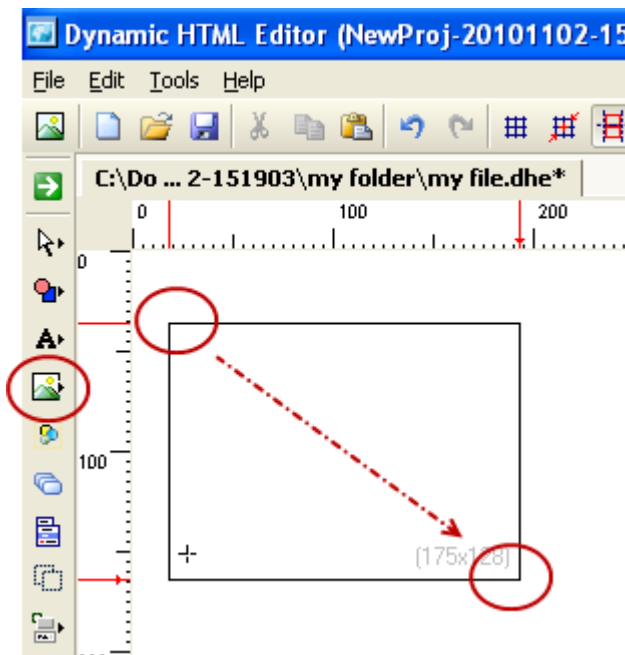 Dynamic HTML Editor (NewProj-20101102-15
File Edit Tools Help
C:\Do ... 2-151903\my folder\my file.dhe*
0 100 200
0
A
100
(175x128)